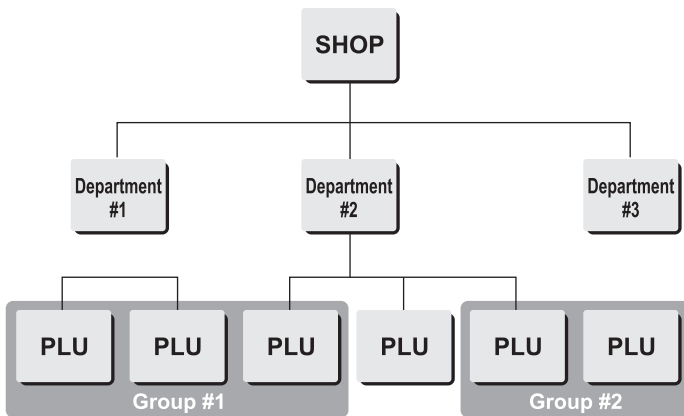 SHOP
Department
#1
Department
#2
Department
#3
PLU
PLU
PLU
PLU
PLU
PLU
Group #1
Group #2